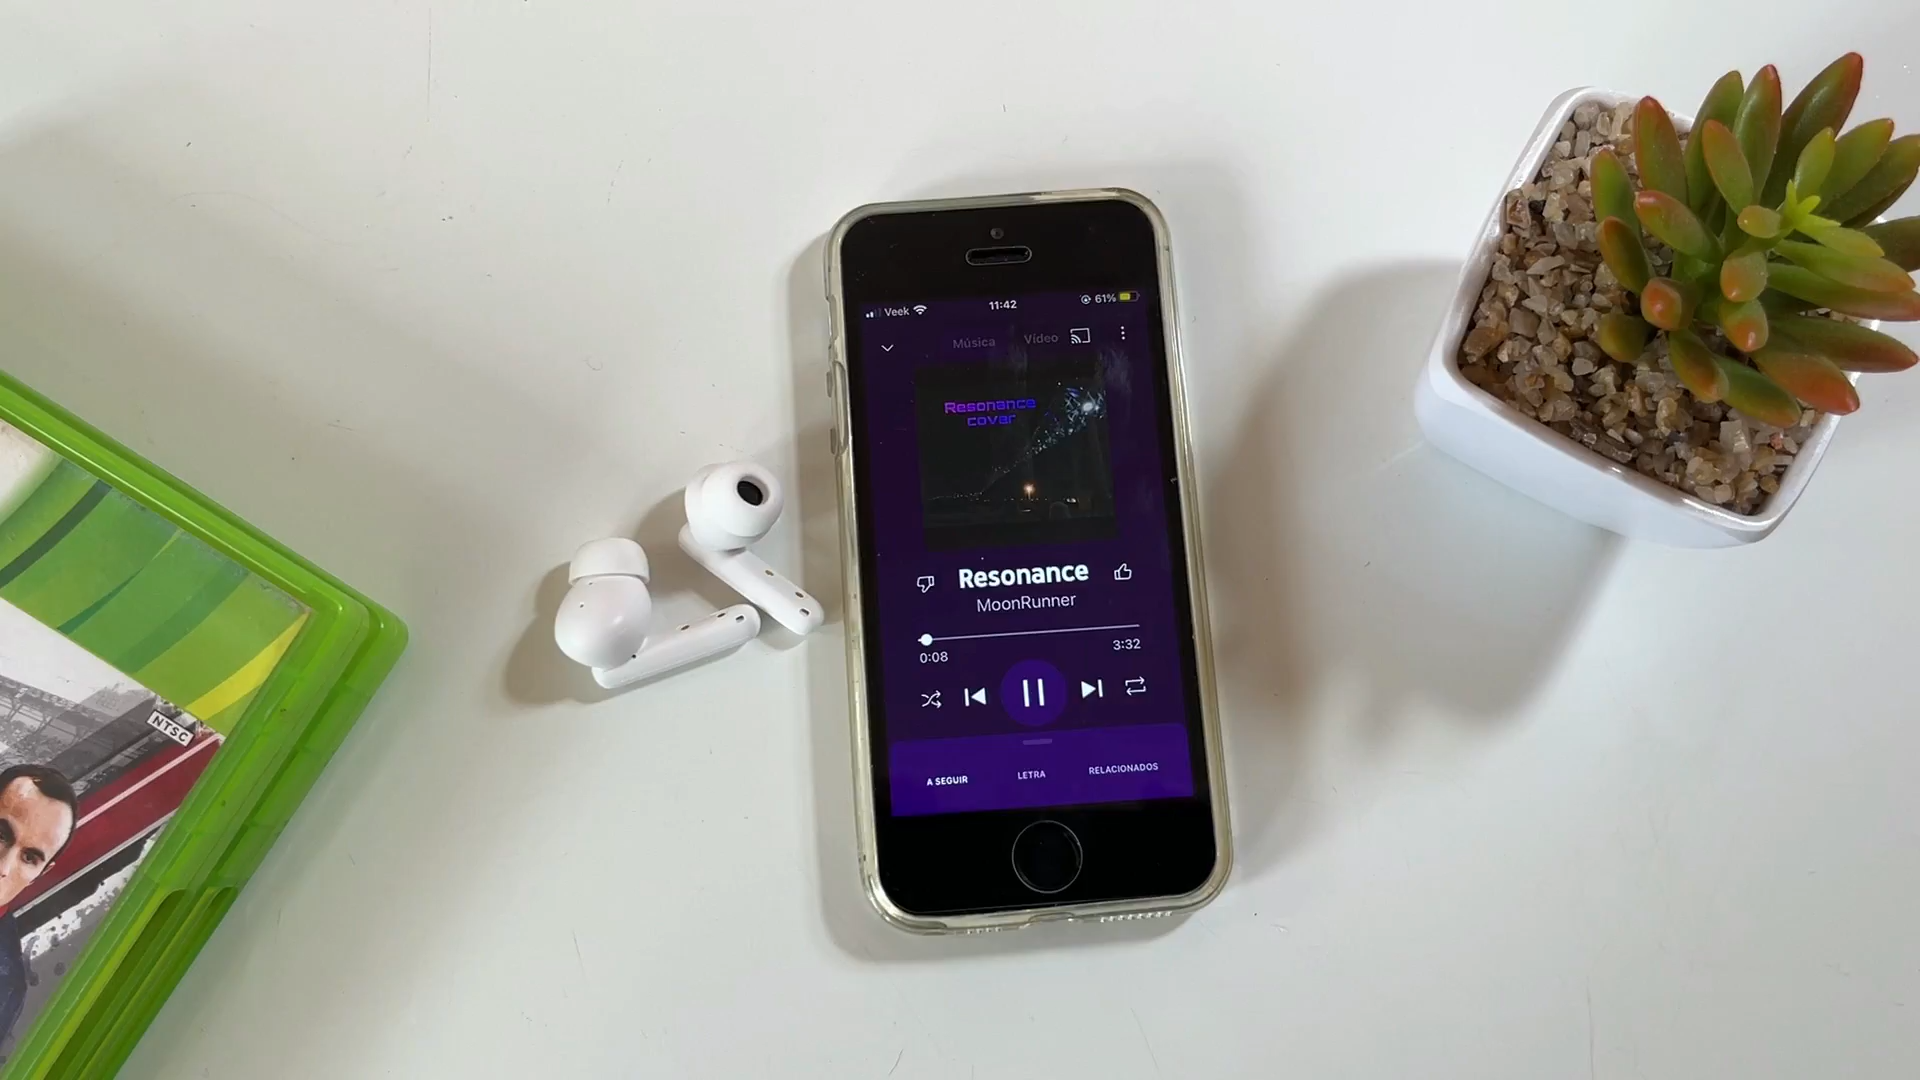 Veek
11:42
61%
Música
Vídeo
Resonance
cover
Resonance
MoonRunner
0:08
3:32
A SEGUIR
LETRA
RELACIONADOS
NTSC